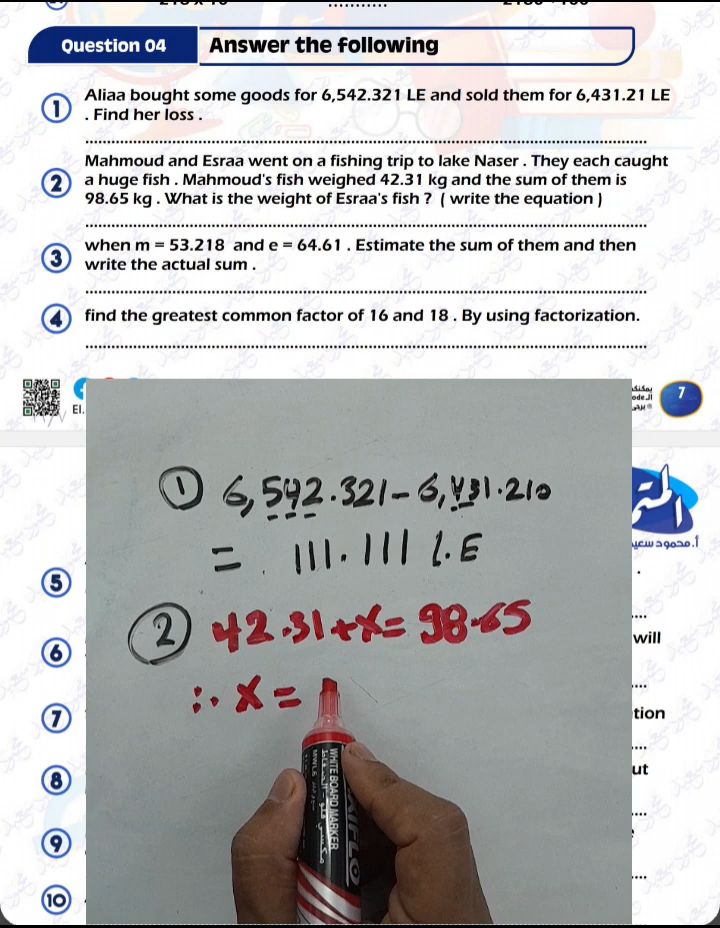 Question 04 Answer the following
1 Aliaa bought some goods for 6,542.321 LE and sold them for 6,431.21 LE
. Find her loss .
Mahmoud and Esraa went on a fishing trip to lake Naser . They each caught
2 a huge fish . Mahmoud's fish weighed 42.31 kg and the sum of them is
98.65 kg . What is the weight of Esraa's fish ? ( write the equation )
3 when m = 53.218 and e = 64.61 . Estimate the sum of them and then
write the actual sum .
4 find the greatest common factor of 16 and 18 . By using factorization.
El.
7
① 6,542.321 - 6,431.210
= 111.111 L.E
② 42.31 + x = 98.65
∴ x =
WHITE BOARD MARKER
أ.محمود سعيد
5
6 will
7 tion
8 ut
9
10